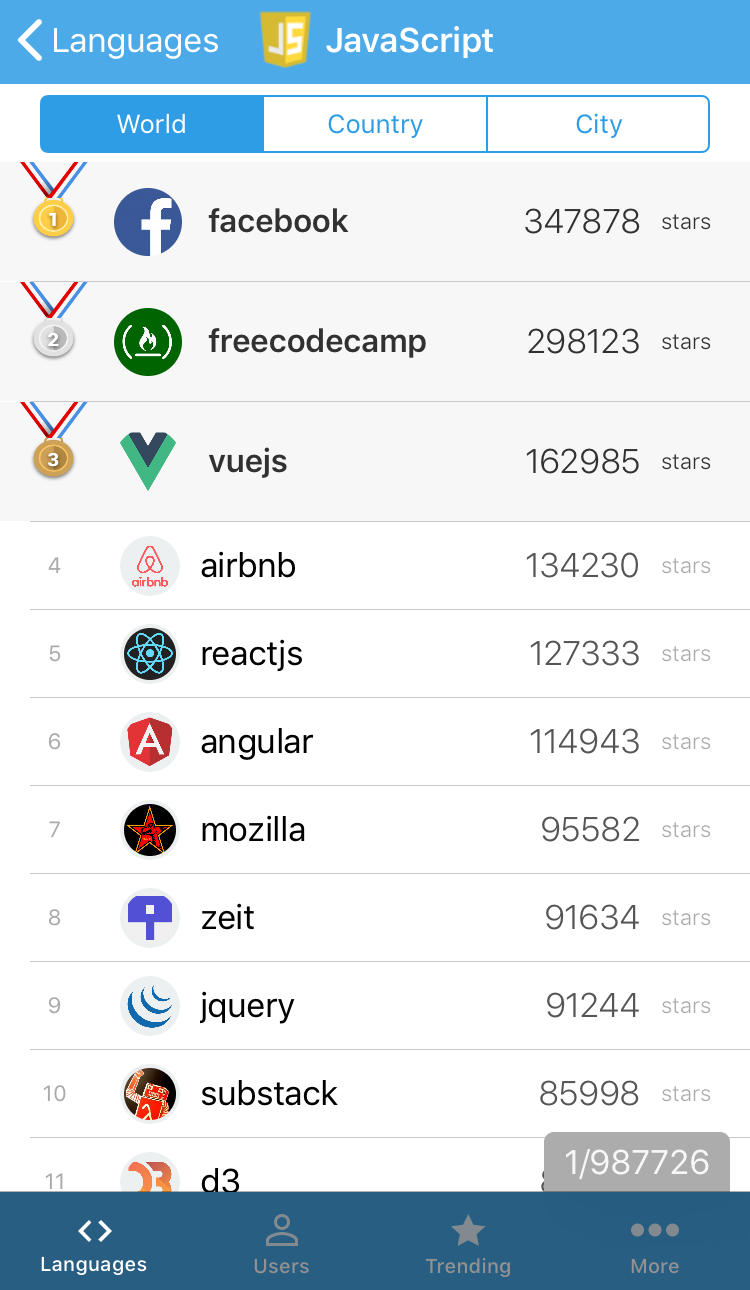 Languages JS JavaScript
World Country City
1 facebook 347878 stars
2 freecodecamp 298123 stars
3 vuejs 162985 stars
4 airbnb airbnb 134230 stars
5 reactjs 127333 stars
6 angular 114943 stars
7 mozilla 95582 stars
8 zeit 91634 stars
9 jquery 91244 stars
10 substack 85998 stars
11 d3
1/987726
Languages Users Trending More